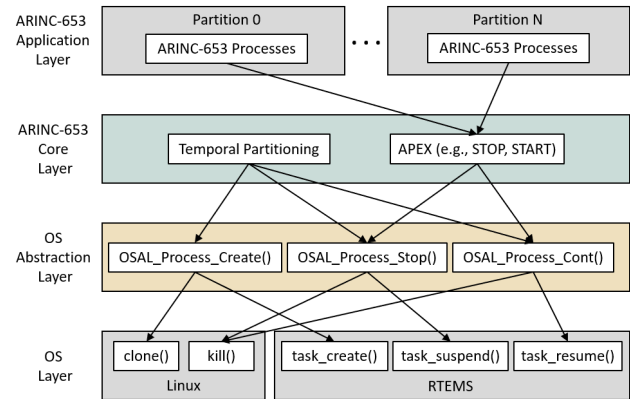 ARINC-653
Application
Layer
Partition 0
ARINC-653 Processes
...
Partition N
ARINC-653 Processes
ARINC-653
Core
Layer
Temporal Partitioning
APEX (e.g., STOP, START)
OS
Abstraction
Layer
OSAL_Process_Create()
OSAL_Process_Stop()
OSAL_Process_Cont()
OS
Layer
clone()
kill()
Linux
task_create()
task_suspend()
task_resume()
RTEMS